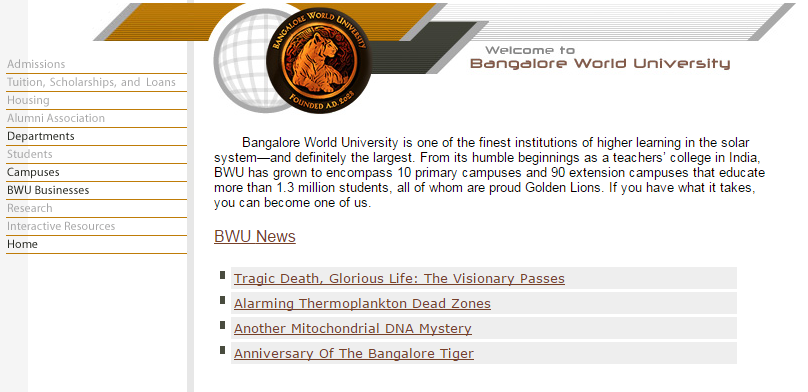 BANGALORE WORLD UNIVERSITY
FOUNDED A.D. 2023
Welcome to
Bangalore World University
Admissions
Tuition, Scholarships, and Loans
Housing
Alumni Association
Departments
Students
Campuses
BWU Businesses
Research
Interactive Resources
Home
Bangalore World University is one of the finest institutions of higher learning in the solar
system—and definitely the largest. From its humble beginnings as a teachers' college in India,
BWU has grown to encompass 10 primary campuses and 90 extension campuses that educate
more than 1.3 million students, all of whom are proud Golden Lions. If you have what it takes,
you can become one of us.
BWU News
Tragic Death, Glorious Life: The Visionary Passes
Alarming Thermoplankton Dead Zones
Another Mitochondrial DNA Mystery
Anniversary Of The Bangalore Tiger